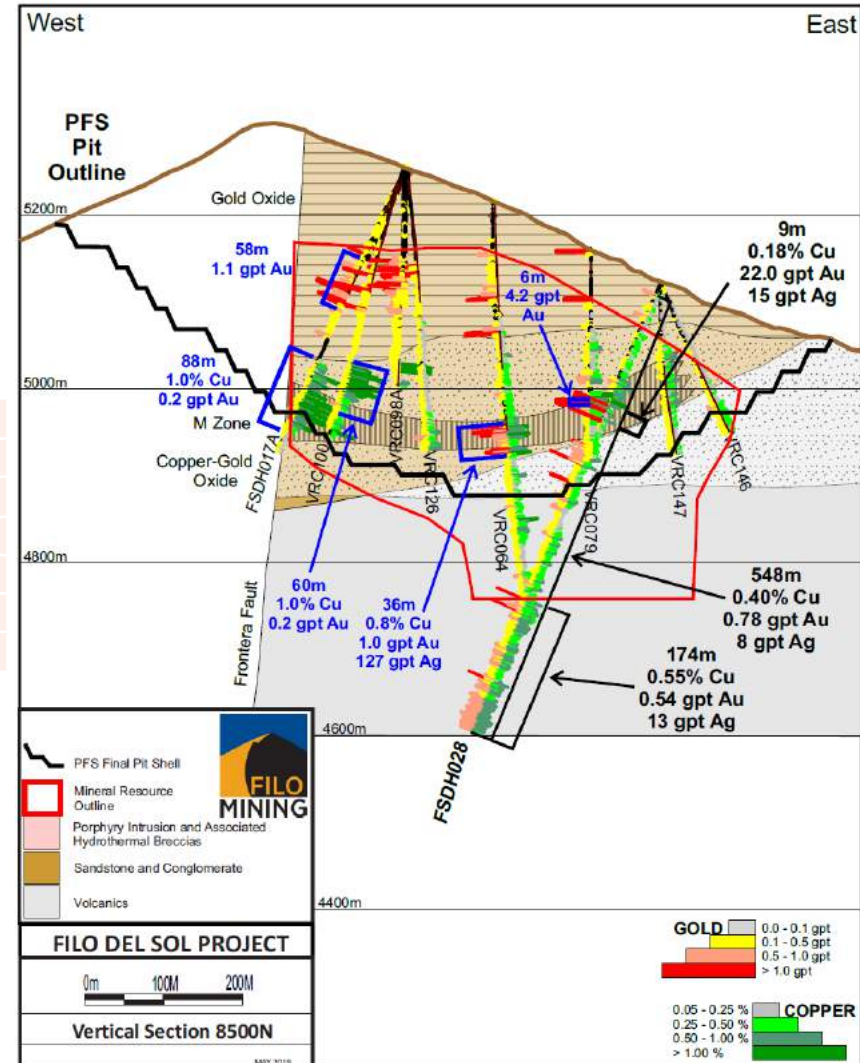 West
East
PFS
Pit
Outline
Gold Oxide
5200m
58m
1.1 gpt Au
6m
4.2 gpt
Au
9m
0.18% Cu
22.0 gpt Au
15 gpt Ag
88m
1.0% Cu
0.2 gpt Au
5000m
M Zone
Copper-Gold
Oxide
FSDH017A
VRC100
VRC098A
VRC126
VRC064
VRC079
VRC147
VRC146
4800m
60m
1.0% Cu
0.2 gpt Au
36m
0.8% Cu
1.0 gpt Au
127 gpt Ag
548m
0.40% Cu
0.78 gpt Au
8 gpt Ag
174m
0.55% Cu
0.54 gpt Au
13 gpt Ag
Frontera Fault
4600m
FSDH028
PFS Final Pit Shell
FILO
MINING
Mineral Resource
Outline
Porphyry Intrusion and Associated
Hydrothermal Breccias
Sandstone and Conglomerate
Volcanics
4400m
FILO DEL SOL PROJECT
0m 100M 200M
Vertical Section 8500N
GOLD
0.0 - 0.1 gpt
0.1 - 0.5 gpt
0.5 - 1.0 gpt
> 1.0 gpt
COPPER
0.05 - 0.25 %
0.25 - 0.50 %
0.50 - 1.00 %
> 1.00 %